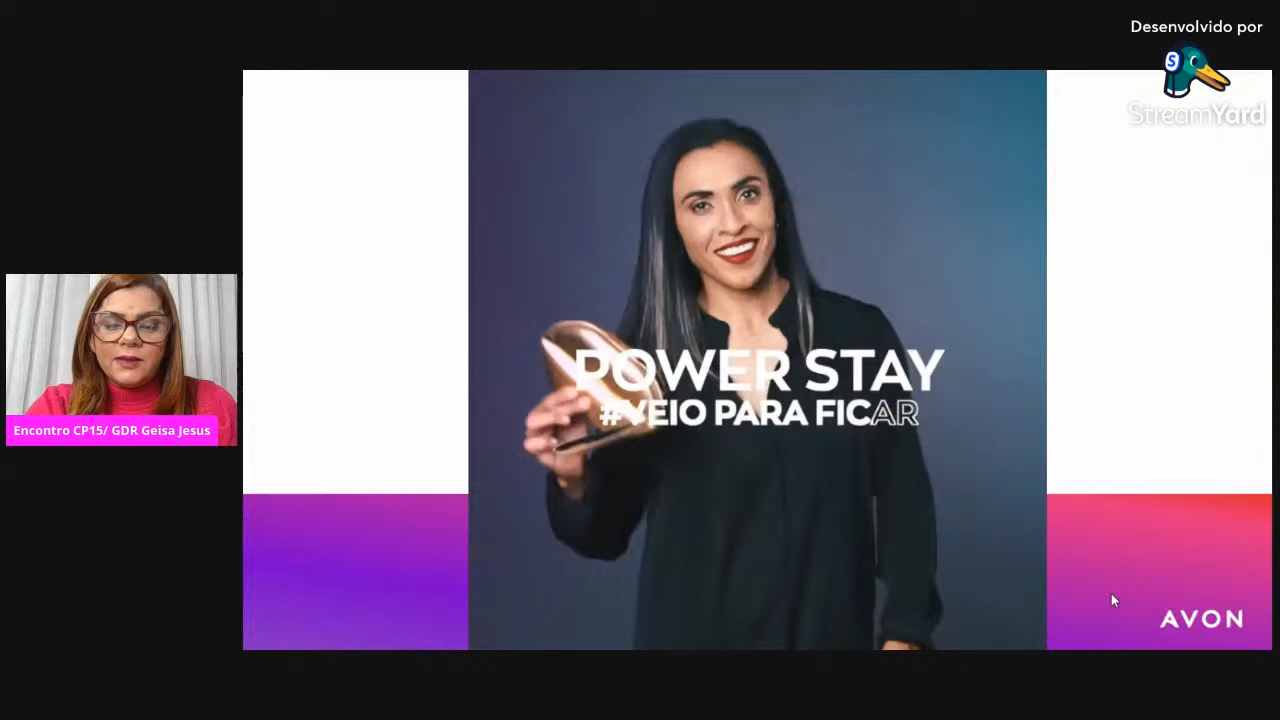 Desenvolvido por
S
StreamYard
POWER STAY
#VEIO PARA FICAR
Encontro CP15/ GDR Geisa Jesus
AVON